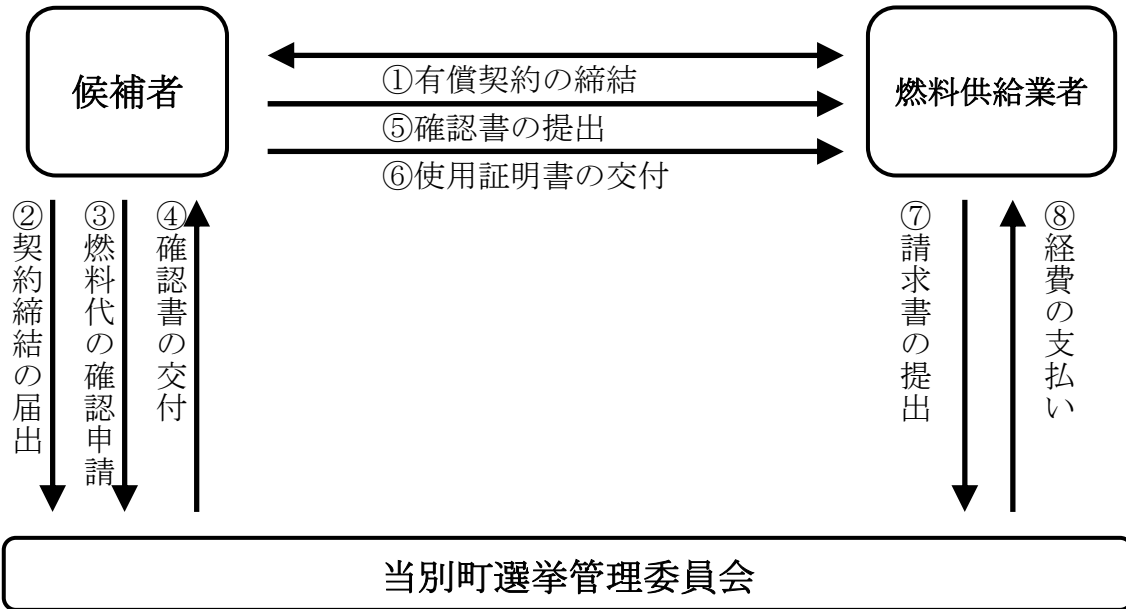 候補者
燃料供給業者
①有償契約の締結
⑤確認書の提出
⑥使用証明書の交付
②契約締結の届出
③燃料代の確認申請
④確認書の交付
⑦請求書の提出
⑧経費の支払い
当別町選挙管理委員会